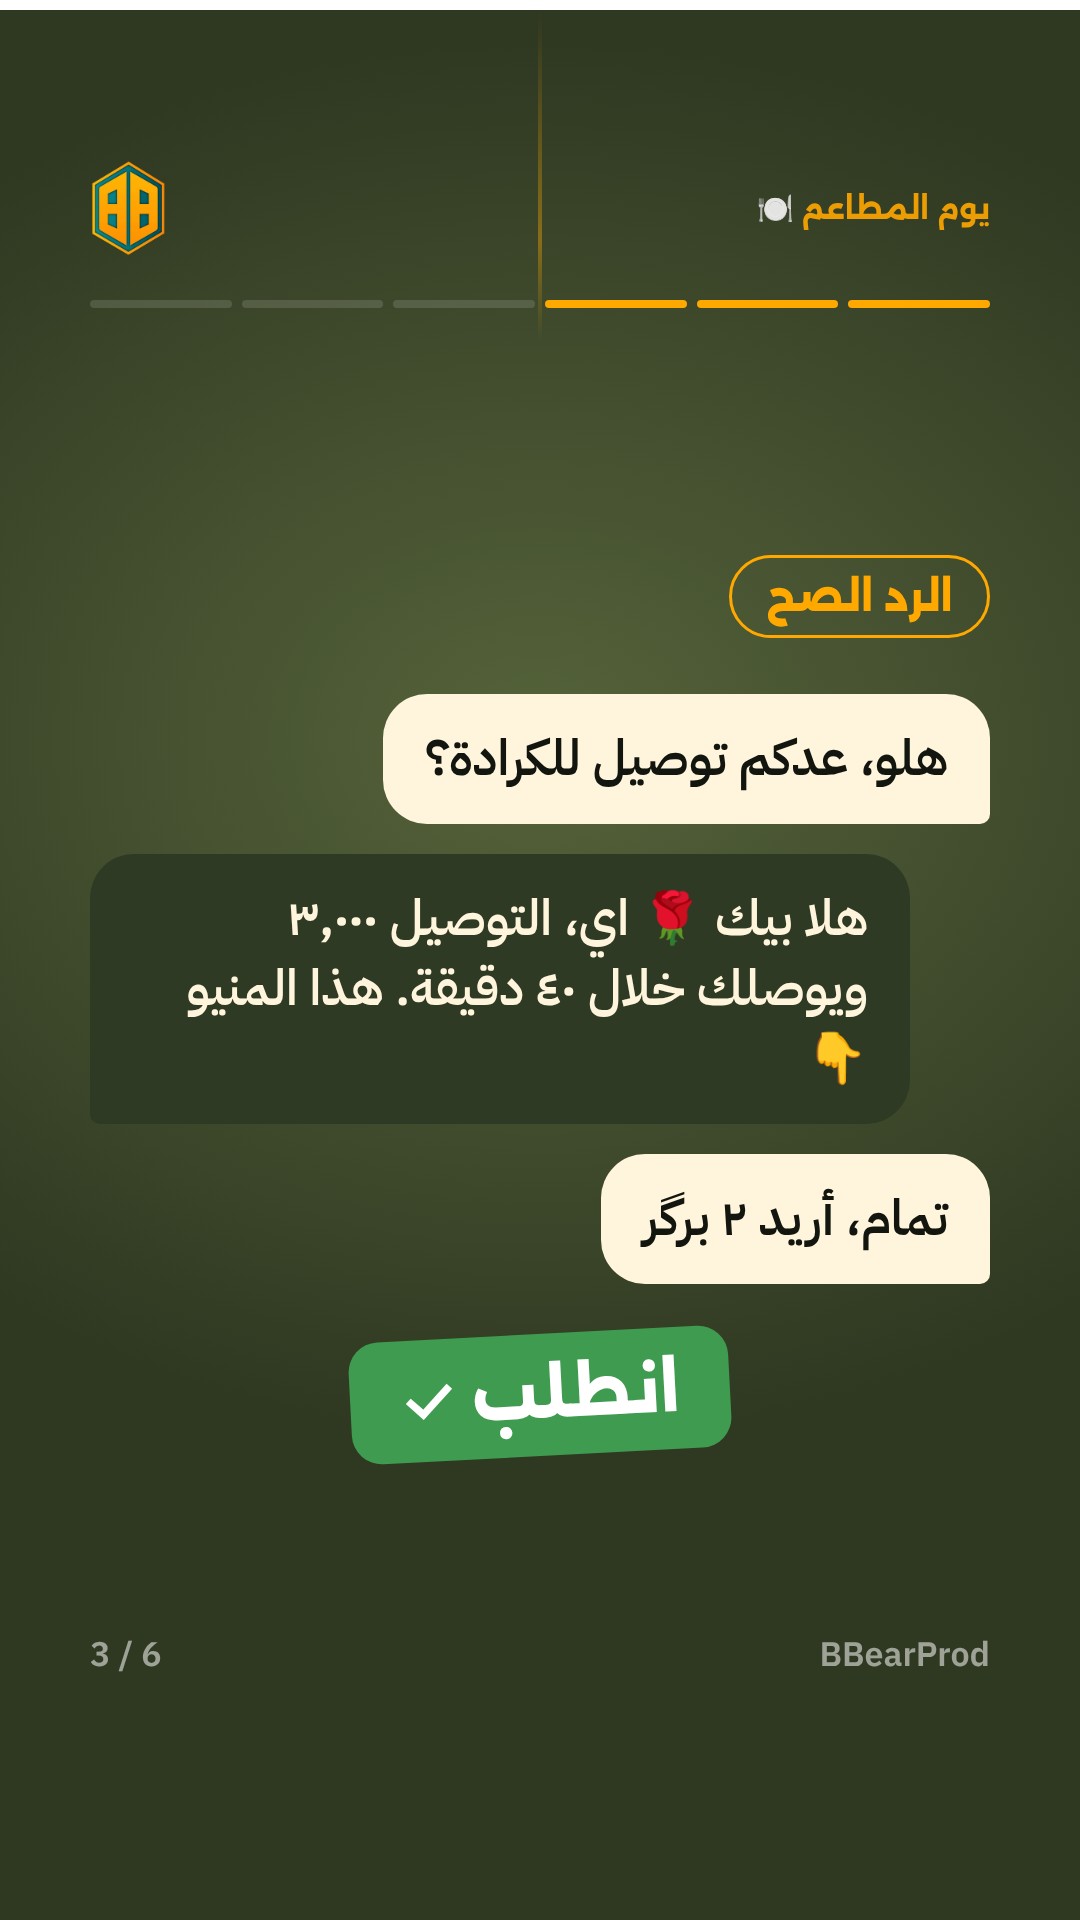 يوم المطاعم 🍽️
الرد الصح
هلو، عدكم توصيل للكرادة؟
هلا بيك 🌹 اي، التوصيل ٣,٠٠٠
ويوصلك خلال ٤٠ دقيقة. هذا المنيو
👇
تمام، أريد ٢ برگر
انطلب ✓
BBearProd
3 / 6